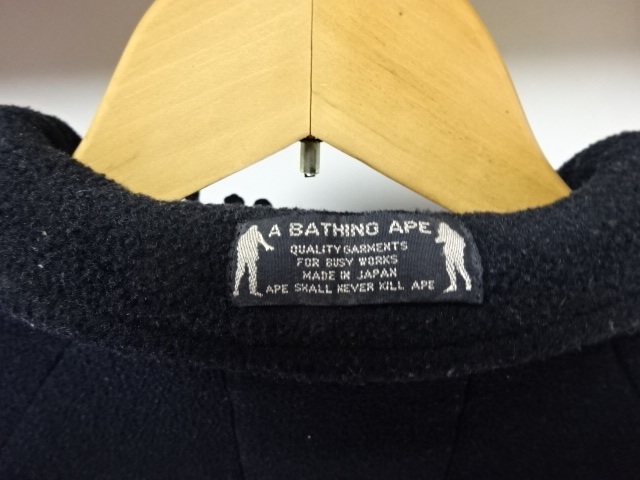 A BATHING APE
QUALITY GARMENTS
FOR BUSY WORKS
MADE IN JAPAN
APE SHALL NEVER KILL APE